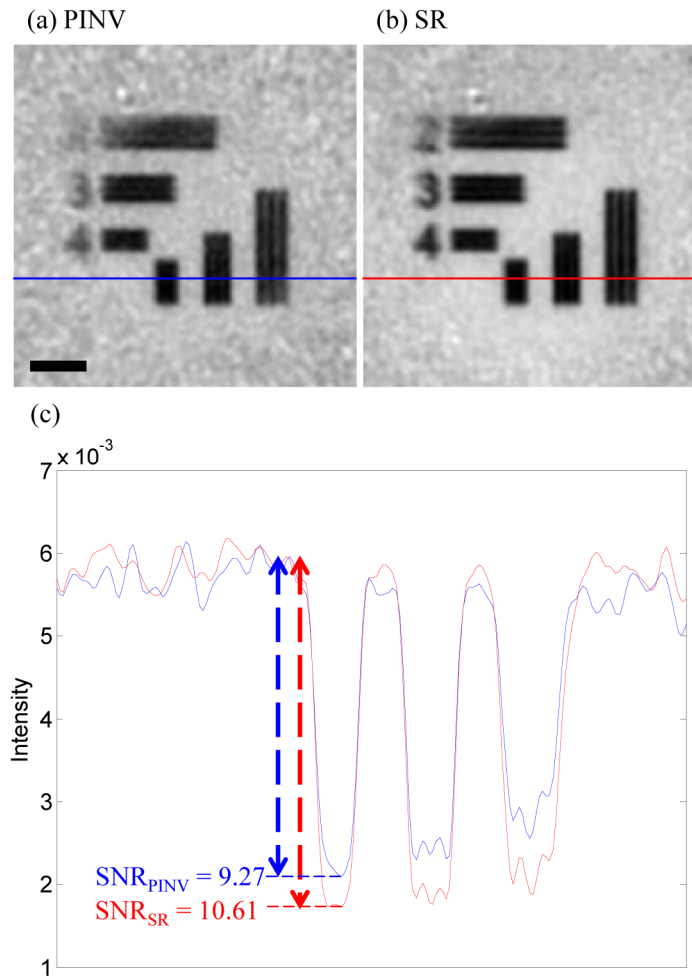 (a) PINV
(b) SR
3
4
2
3
4
(c)
7 × 10⁻³
6
5
4
3
2
1
Intensity
SNR_PINV = 9.27
SNR_SR = 10.61